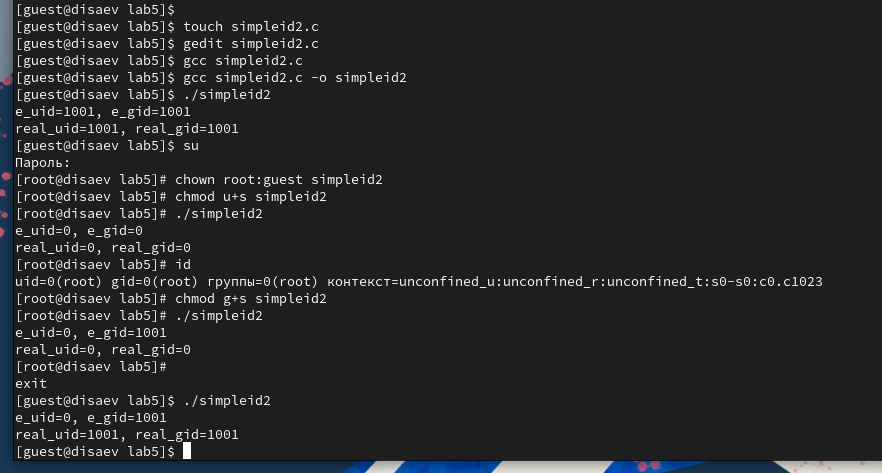 [guest@disaev lab5]$
[guest@disaev lab5]$ touch simpleid2.c
[guest@disaev lab5]$ gedit simpleid2.c
[guest@disaev lab5]$ gcc simpleid2.c
[guest@disaev lab5]$ gcc simpleid2.c -o simpleid2
[guest@disaev lab5]$ ./simpleid2
e_uid=1001, e_gid=1001
real_uid=1001, real_gid=1001
[guest@disaev lab5]$ su
Пароль:
[root@disaev lab5]# chown root:guest simpleid2
[root@disaev lab5]# chmod u+s simpleid2
[root@disaev lab5]# ./simpleid2
e_uid=0, e_gid=0
real_uid=0, real_gid=0
[root@disaev lab5]# id
uid=0(root) gid=0(root) группы=0(root) контекст=unconfined_u:unconfined_r:unconfined_t:s0-s0:c0.c1023
[root@disaev lab5]# chmod g+s simpleid2
[root@disaev lab5]# ./simpleid2
e_uid=0, e_gid=1001
real_uid=0, real_gid=0
[root@disaev lab5]#
exit
[guest@disaev lab5]$ ./simpleid2
e_uid=0, e_gid=1001
real_uid=1001, real_gid=1001
[guest@disaev lab5]$